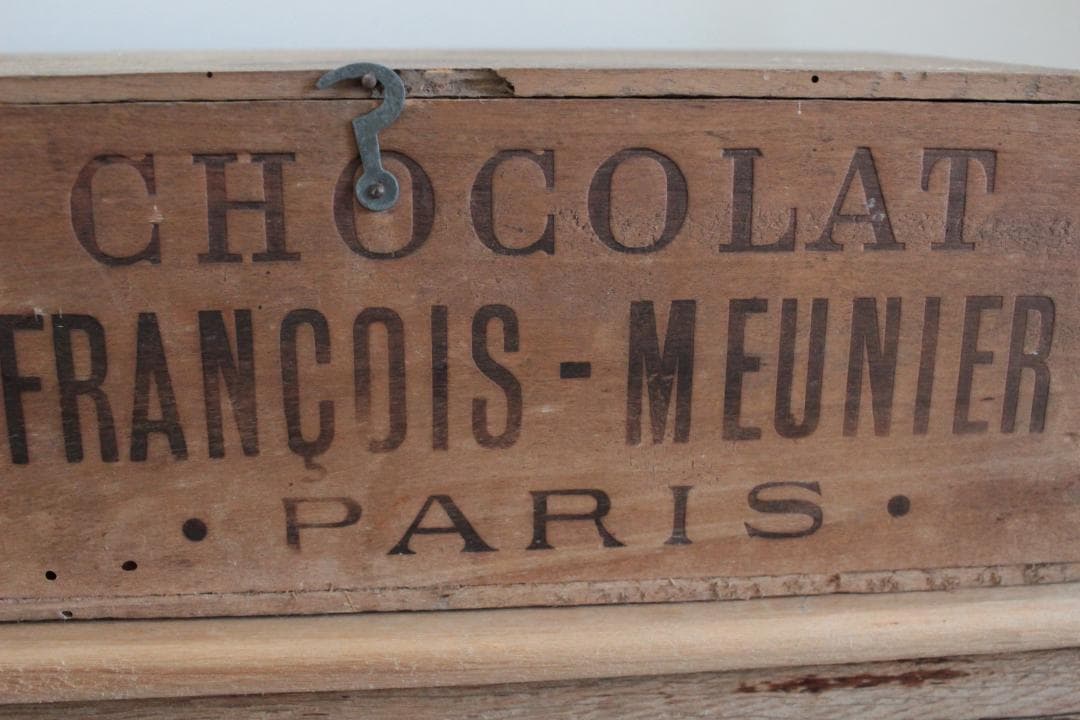 CHOCOLAT
FRANÇOIS - MEUNIER
• PARIS •